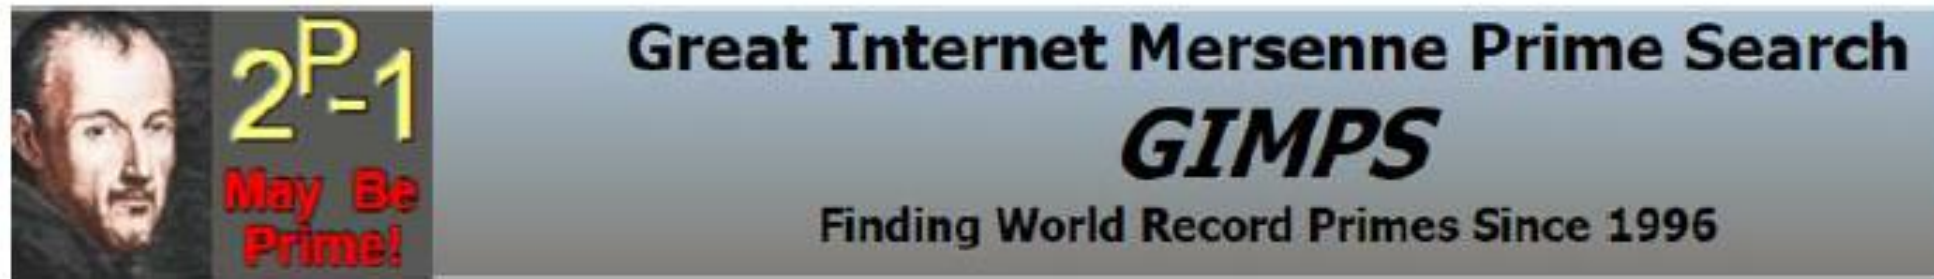 2P-1
May Be
Prime!
Great Internet Mersenne Prime Search
GIMPS
Finding World Record Primes Since 1996